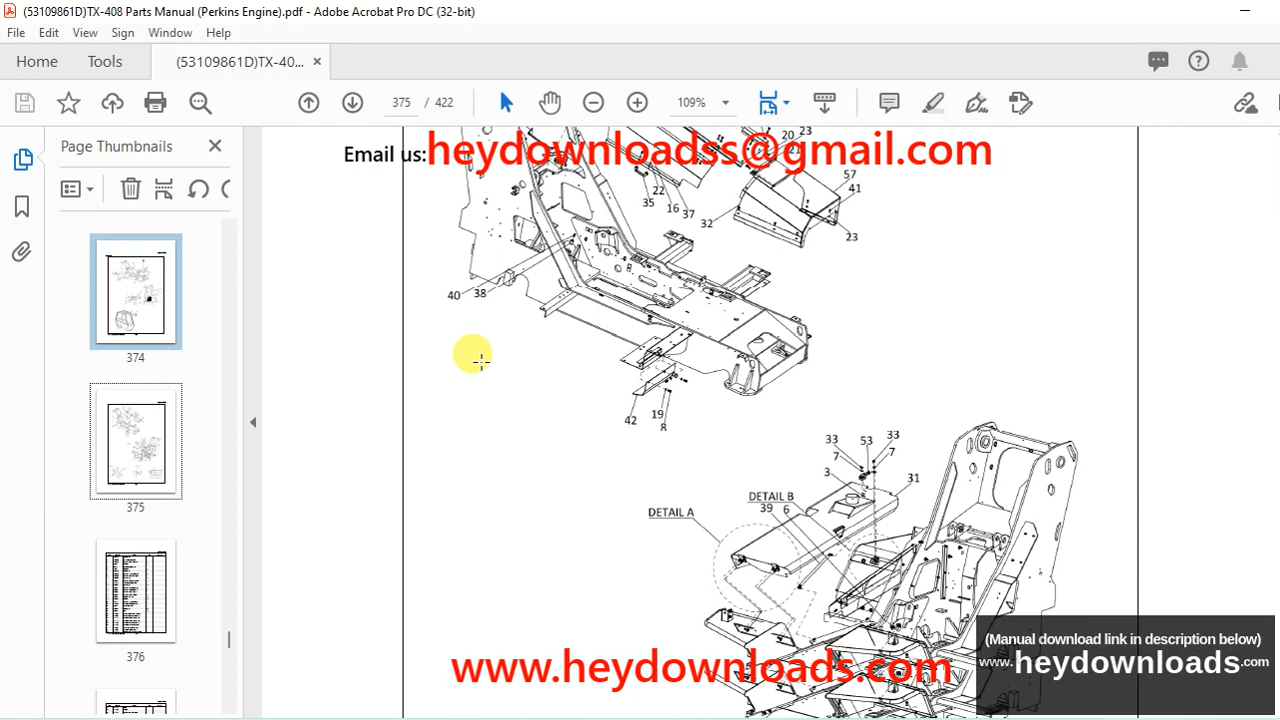 (53109861D)TX-408 Parts Manual (Perkins Engine).pdf - Adobe Acrobat Pro DC (32-bit)
File Edit View Sign Window Help
Home Tools (53109861D)TX-40... ×
375 / 422 109%
Page Thumbnails
374
375
376
Email us:heydownloadss@gmail.com
20 23
21
57
41
35 22 16 37 32
23
40 38
42 19 8
33 53 33
7 7
3 31
DETAIL B
39 6
DETAIL A
www.heydownloads.com
(Manual download link in description below)
www.heydownloads.com